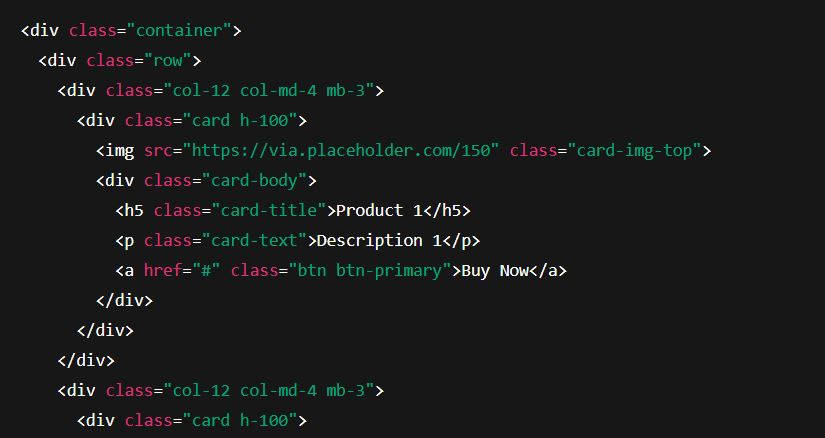 <div class="container">
<div class="row">
<div class="col-12 col-md-4 mb-3">
<div class="card h-100">
<img src="https://via.placeholder.com/150" class="card-img-top">
<div class="card-body">
<h5 class="card-title">Product 1</h5>
<p class="card-text">Description 1</p>
<a href="#" class="btn btn-primary">Buy Now</a>
</div>
</div>
</div>
<div class="col-12 col-md-4 mb-3">
<div class="card h-100">